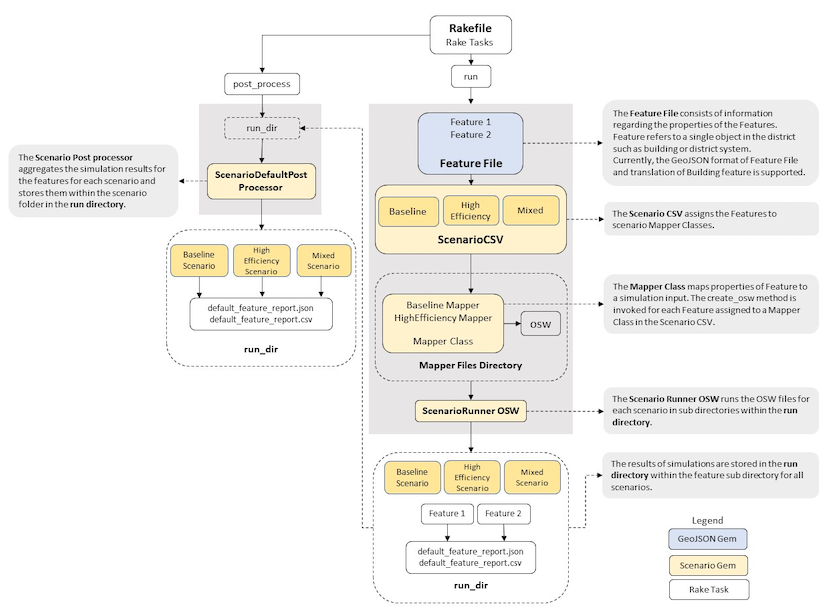 Rakefile
Rake Tasks
post_process
run
run_dir
ScenarioDefaultPost
Processor
The Scenario Post processor
aggregates the simulation results for
the features for each scenario and
stores them within the scenario
folder in the run directory.
Baseline
Scenario
High
Efficiency
Scenario
Mixed
Scenario
default_feature_report.json
default_feature_report.csv
run_dir
Feature 1
Feature 2
Feature File
The Feature File consists of information
regarding the properties of the Features.
Feature refers to a single object in the district
such as building or district system.
Currently, the GeoJSON format of Feature File
and translation of Building feature is supported.
Baseline
High
Efficiency
Mixed
ScenarioCSV
The Scenario CSV assigns the Features to
scenario Mapper Classes.
Baseline Mapper
HighEfficiency Mapper
Mapper Class
OSW
Mapper Files Directory
The Mapper Class maps properties of Feature to
a simulation input. The create_osw method is
invoked for each Feature assigned to a Mapper
Class in the Scenario CSV.
ScenarioRunner OSW
The Scenario Runner OSW runs the OSW files for
each scenario in sub directories within the run
directory.
Baseline
Scenario
High
Efficiency
Scenario
Mixed
Scenario
Feature 1
Feature 2
default_feature_report.json
default_feature_report.csv
run_dir
The results of simulations are stored in the run
directory within the feature sub directory for all
scenarios.
Legend
GeoJSON Gem
Scenario Gem
Rake Task